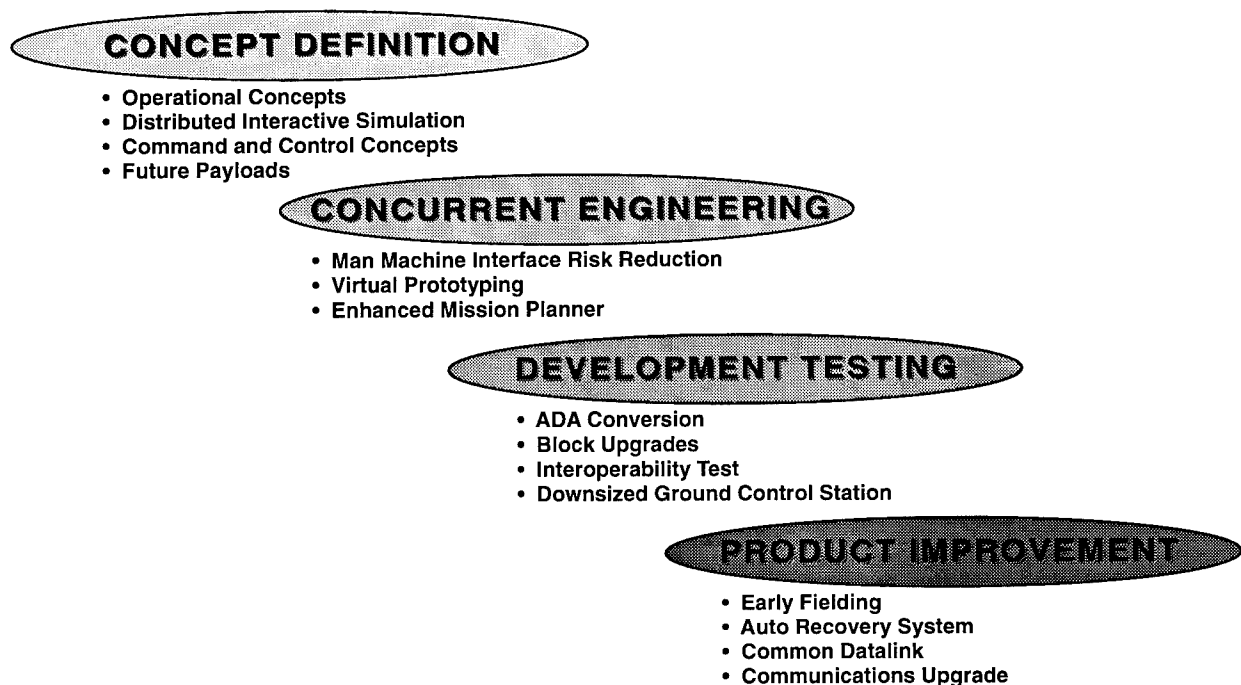 CONCEPT DEFINITION
• Operational Concepts
• Distributed Interactive Simulation
• Command and Control Concepts
• Future Payloads
CONCURRENT ENGINEERING
• Man Machine Interface Risk Reduction
• Virtual Prototyping
• Enhanced Mission Planner
DEVELOPMENT TESTING
• ADA Conversion
• Block Upgrades
• Interoperability Test
• Downsized Ground Control Station
PRODUCT IMPROVEMENT
• Early Fielding
• Auto Recovery System
• Common Datalink
• Communications Upgrade